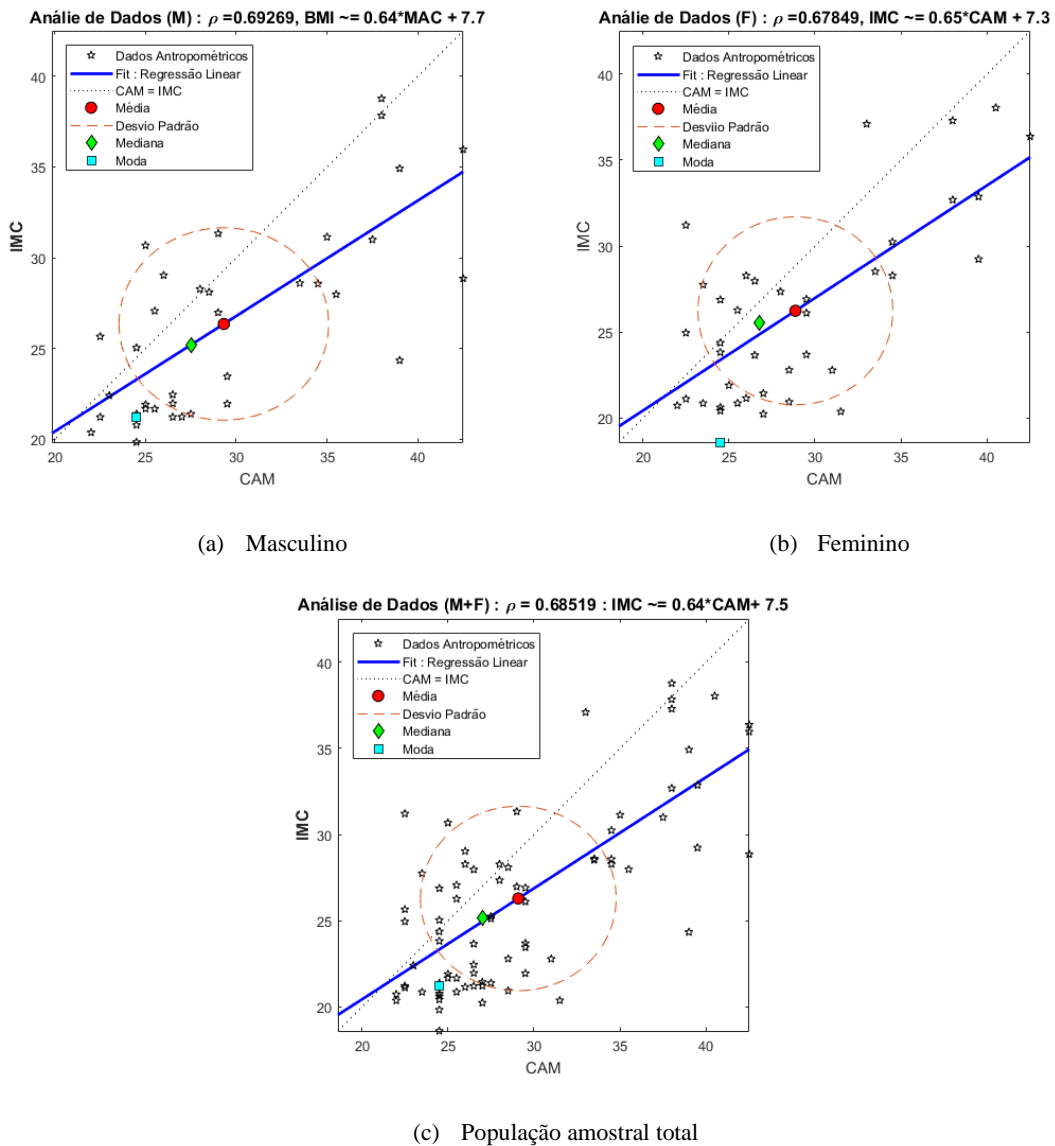 Análie de Dados (M) : ρ =0.69269, BMI ~= 0.64*MAC + 7.7
Dados Antropométricos
Fit : Regressão Linear
CAM = IMC
Média
Desvio Padrão
Mediana
Moda
40
35
30
25
20
IMC
20 25 30 35 40
CAM
(a) Masculino
Análise de Dados (F) : ρ =0.67849, IMC ~= 0.65*CAM + 7.3
Dados Antropométricos
Fit : Regressão Linear
CAM = IMC
Média
Desviio Padrão
Mediana
Moda
40
35
30
25
20
IMC
20 25 30 35 40
CAM
(b) Feminino
Análise de Dados (M+F) : ρ = 0.68519 : IMC ~= 0.64*CAM+ 7.5
Dados Antropométricos
Fit : Regressão Linear
CAM = IMC
Média
Desvio Padrão
Mediana
Moda
40
35
30
25
20
IMC
20 25 30 35 40
CAM
(c) População amostral total